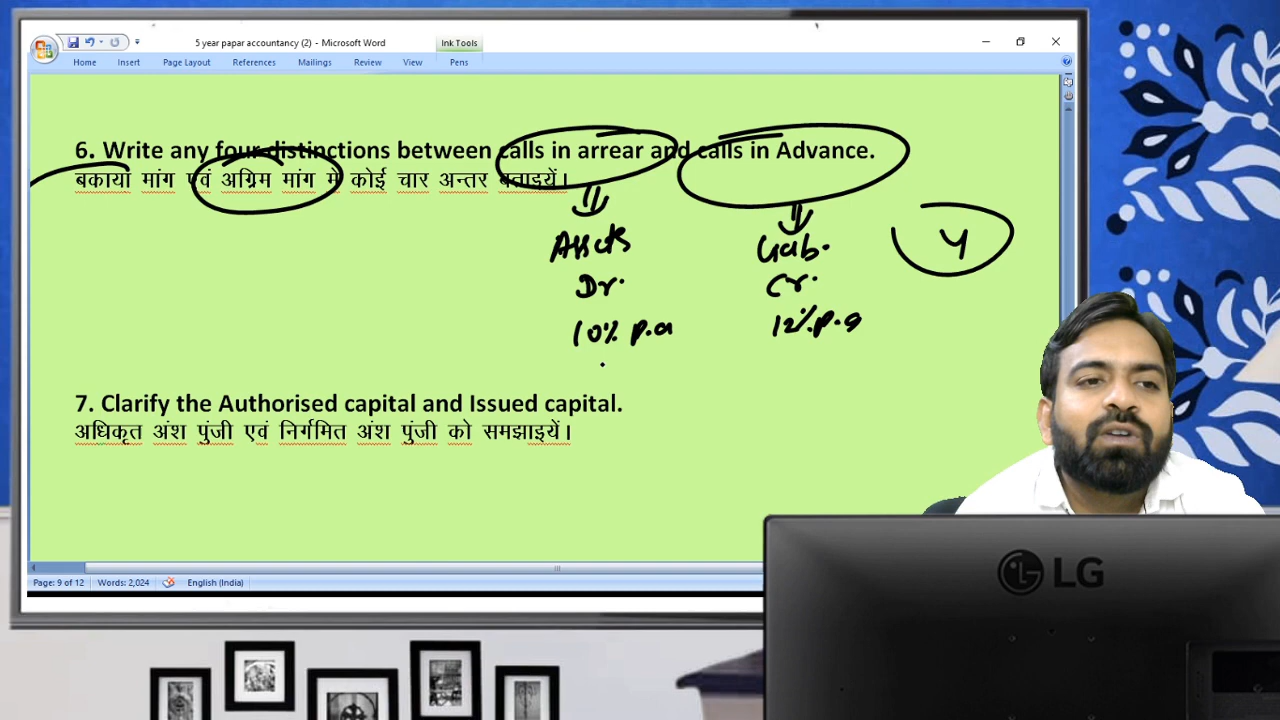 5 year papar accountancy (2) - Microsoft Word
Ink Tools
Home Insert Page Layout References Mailings Review View Pens
6. Write any four distinctions between calls in arrear and calls in Advance.
बकाया मांग एवं अग्रिम मांग में कोई चार अन्तर बताइयें।
Dr. Cr.
10% p.a 12% p.a
7. Clarify the Authorised capital and Issued capital.
अधिकृत अंश पुंजी एवं निर्गमित अंश पुंजी को समझाइयें।
Page: 9 of 12 Words: 2,024 English (India)
LG